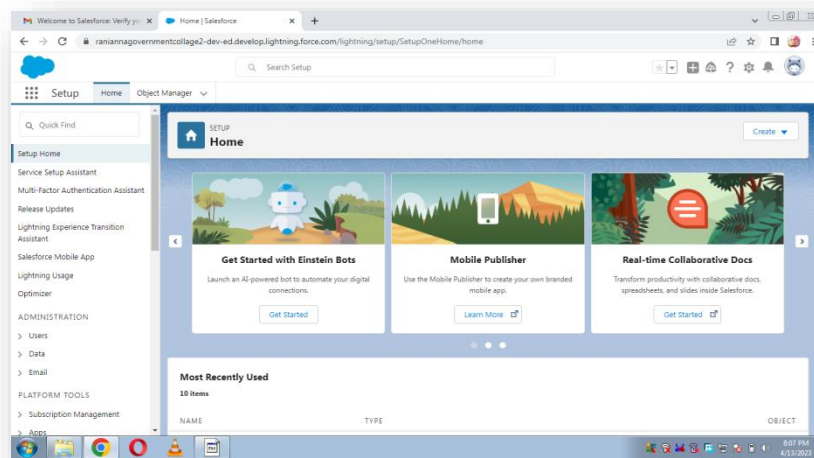 Welcome to Salesforce: Verify yo
Home | Salesforce
raniannagovernmentcollage2-dev-ed.develop.lightning.force.com/lightning/setup/SetupOneHome/home
Search Setup
Setup Home Object Manager
Quick Find
Setup Home
Service Setup Assistant
Multi-Factor Authentication Assistant
Release Updates
Lightning Experience Transition
Assistant
Salesforce Mobile App
Lightning Usage
Optimizer
ADMINISTRATION
Users
Data
Email
PLATFORM TOOLS
Subscription Management
Apps
SETUP
Home
Create
Get Started with Einstein Bots
Launch an AI-powered bot to automate your digital
connections.
Get Started
Mobile Publisher
Use the Mobile Publisher to create your own branded
mobile app.
Learn More
Real-time Collaborative Docs
Transform productivity with collaborative docs,
spreadsheets, and slides inside Salesforce.
Get Started
Most Recently Used
10 items
NAME TYPE OBJECT
8:07 PM
4/13/2023